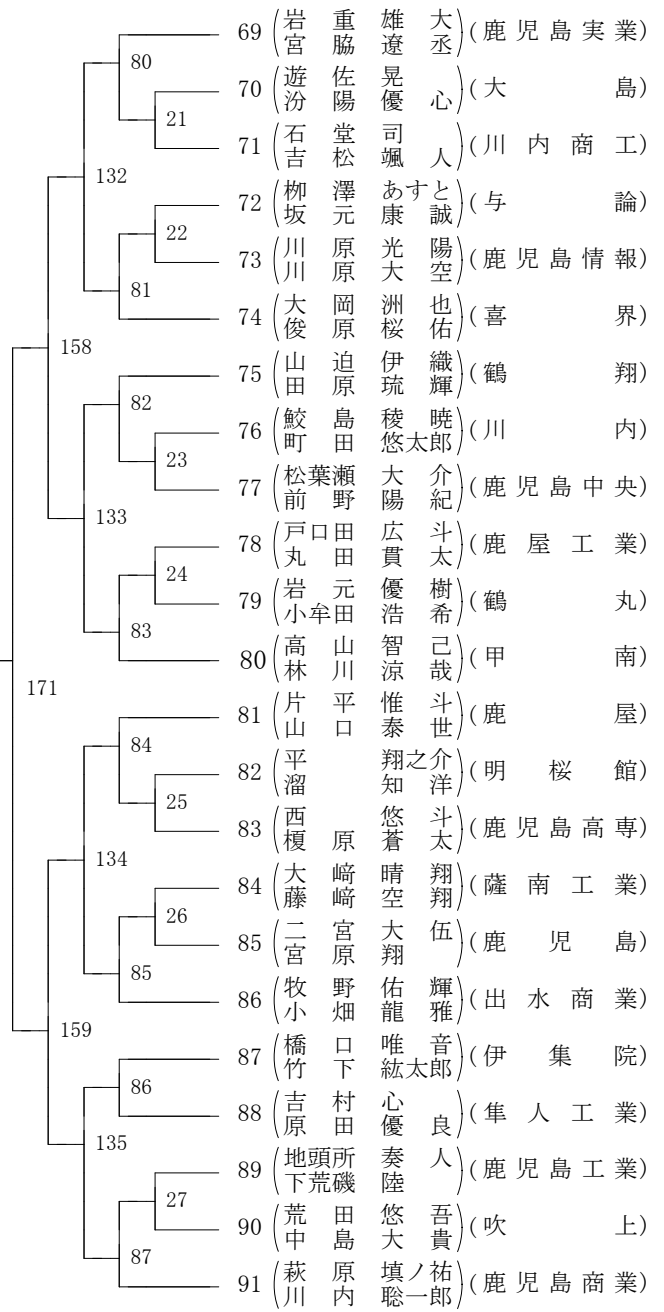 69 (岩重雄大 宮脇遼丞) (鹿児島実業)
80
70 (遊佐晃 汾陽優心) (大島)
21
71 (石堂司 吉松颯人) (川内商工)
132
72 (栁澤あすと 坂元康誠) (与論)
22
73 (川原光陽 川原大空) (鹿児島情報)
81
74 (大岡洲也 俊原桜佑) (喜界)
158
75 (山迫伊織 田原琉輝) (鶴翔)
82
76 (鮫島稜暁 町田悠太郎) (川内)
23
77 (松葉瀬大介 前野陽紀) (鹿児島中央)
133
78 (戸口田広斗 丸田貫太) (鹿屋工業)
24
79 (岩元優樹 小牟田浩希) (鶴丸)
83
80 (高山智己 林川涼哉) (甲南)
171
81 (片平惟斗 山口泰世) (鹿屋)
84
82 (平翔之介 溜知洋) (明桜館)
25
83 (西悠斗 榎原蒼太) (鹿児島高専)
134
84 (大﨑晴翔 藤﨑空翔) (薩南工業)
26
85 (二宮大伍 宮原翔) (鹿児島)
85
86 (牧野佑輝 小畑龍雅) (出水商業)
159
87 (橋口唯音 竹下紘太郎) (伊集院)
86
88 (吉村心 原田優良) (隼人工業)
135
89 (地頭所奏人 下荒磯陸) (鹿児島工業)
27
90 (荒田悠吾 中島大貴) (吹上)
87
91 (萩原填ノ祐 川内聡一郎) (鹿児島商業)